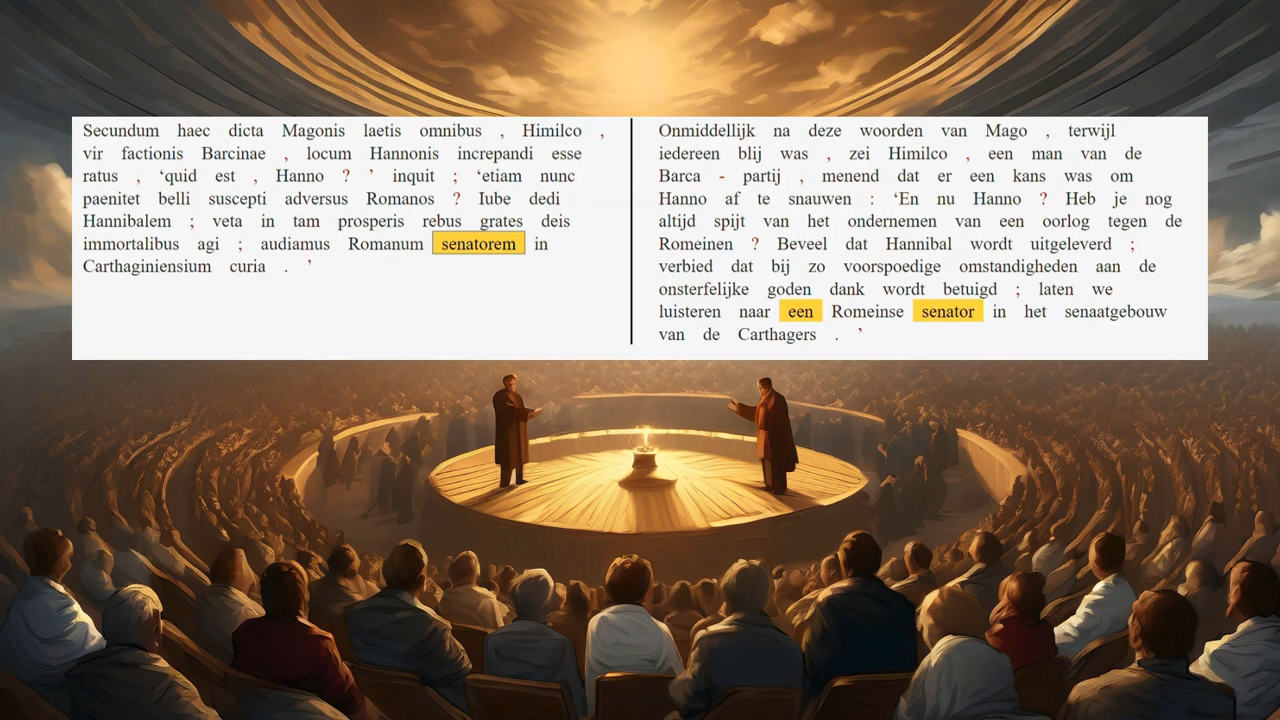 Secundum haec dicta Magonis laetis omnibus , Himilco ,
vir factionis Barcinae , locum Hannonis increpandi esse
ratus , ‘quid est , Hanno ? ’ inquit ; ‘etiam nunc
paenitet belli suscepti adversus Romanos ? Iube dedi
Hannibalem ; veta in tam prosperis rebus grates deis
immortalibus agi ; audiamus Romanum senatorem in
Carthaginiensium curia . ’
Onmiddellijk na deze woorden van Mago , terwijl
iedereen blij was , zei Himilco , een man van de
Barca - partij , menend dat er een kans was om
Hanno af te snauwen : ‘En nu Hanno ? Heb je nog
altijd spijt van het ondernemen van een oorlog tegen de
Romeinen ? Beveel dat Hannibal wordt uitgeleverd ;
verbied dat bij zo voorspoedige omstandigheden aan de
onsterfelijke goden dank wordt betuigd ; laten we
luisteren naar een Romeinse senator in het senaatgebouw
van de Carthagers . ’